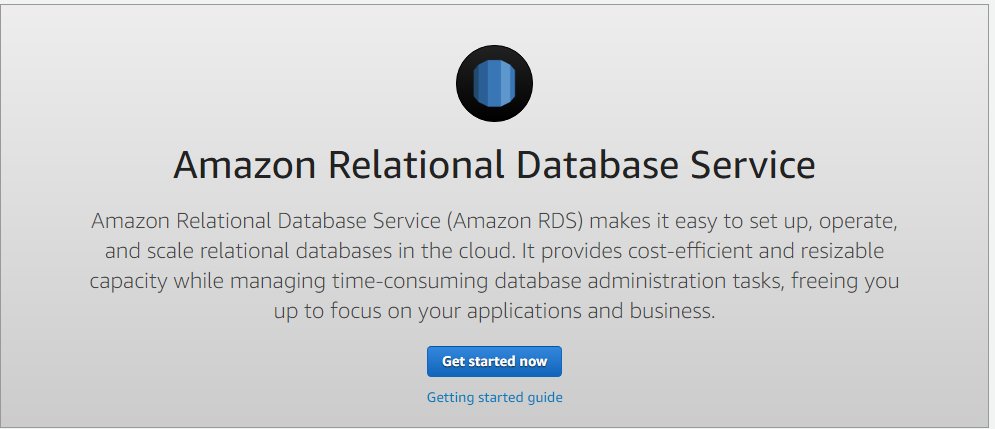 Amazon Relational Database Service
Amazon Relational Database Service (Amazon RDS) makes it easy to set up, operate,
and scale relational databases in the cloud. It provides cost-efficient and resizable
capacity while managing time-consuming database administration tasks, freeing you
up to focus on your applications and business.
Get started now
Getting started guide